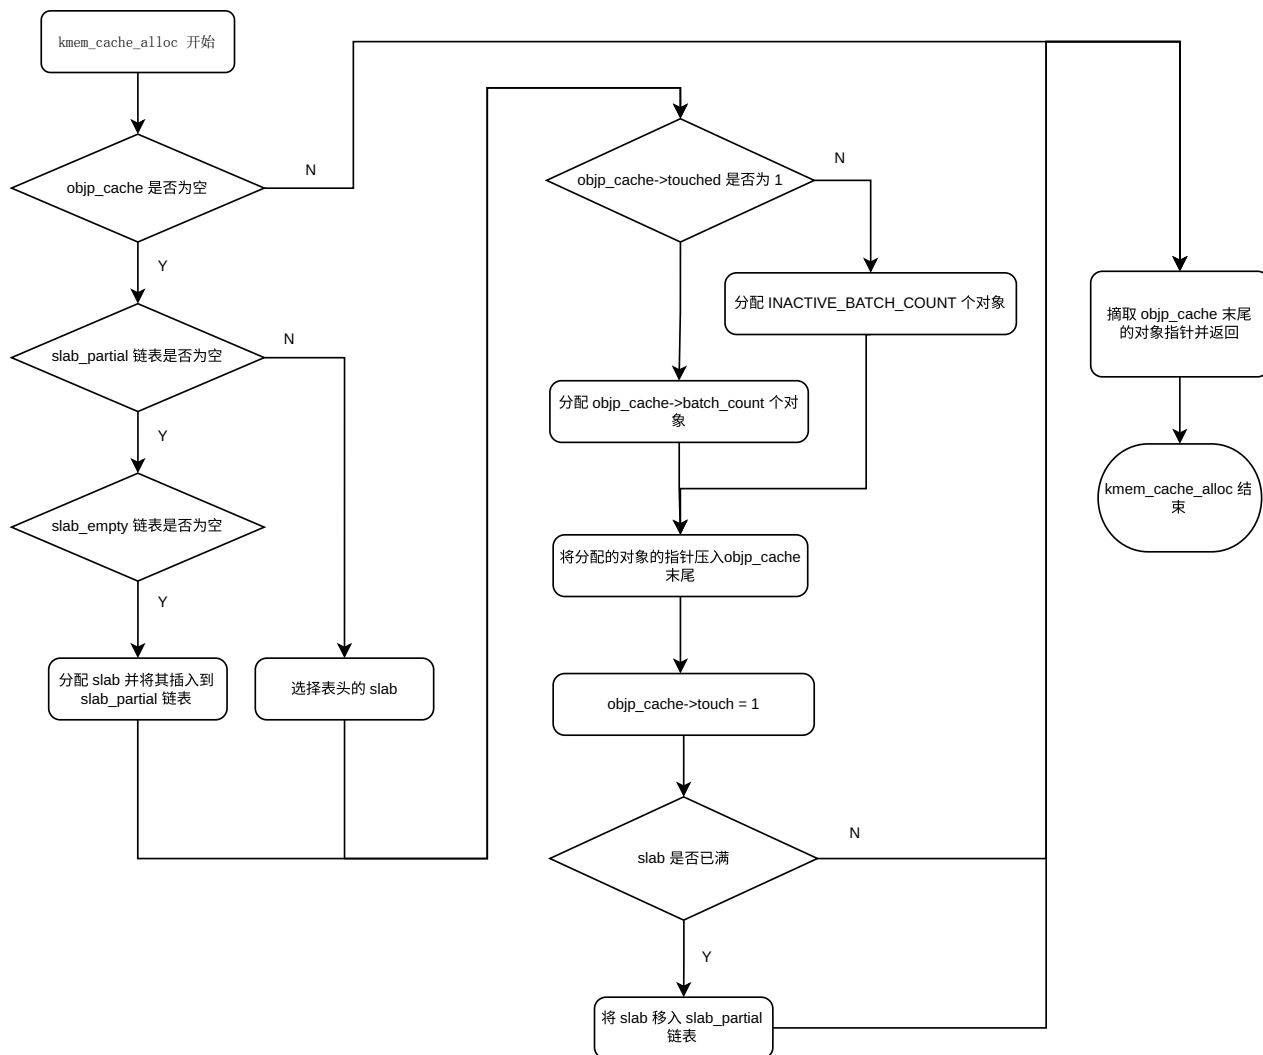 kmem_cache_alloc 开始
objp_cache 是否为空
N
Y
slab_partial 链表是否为空
N
Y
slab_empty 链表是否为空
Y
分配 slab 并将其插入到
slab_partial 链表
选择表头的 slab
objp_cache->touched 是否为 1
N
分配 INACTIVE_BATCH_COUNT 个对象
分配 objp_cache->batch_count 个对
象
将分配的对象的指针压入objp_cache
末尾
objp_cache->touch = 1
slab 是否已满
N
Y
将 slab 移入 slab_partial
链表
摘取 objp_cache 末尾
的对象指针并返回
kmem_cache_alloc 结
束